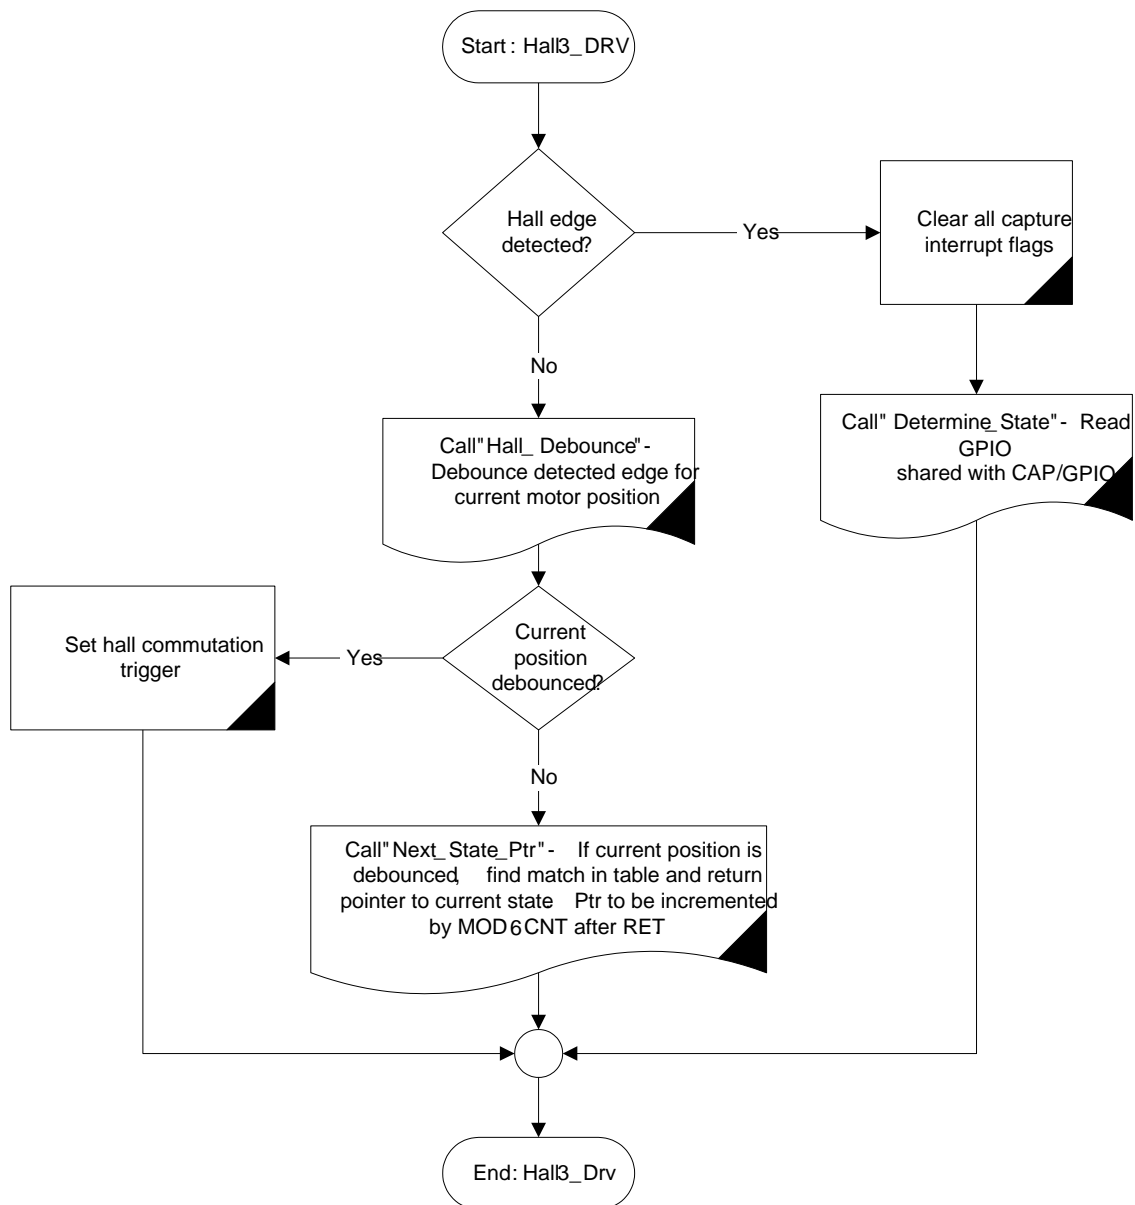 Start: Hall3_DRV
Hall edge
detected?
Yes
Clear all capture
interrupt flags
No
Call"Hall_Debounce"-
Debounce detected edge for
current motor position
Call"Determine_State"- Read
GPIO
shared with CAP/GPIO
Current
position
debounced?
Yes
Set hall commutation
trigger
No
Call"Next_State_Ptr"- If current position is
debounced, find match in table and return
pointer to current state Ptr to be incremented
by MOD6CNT after RET
End: Hall3_Drv